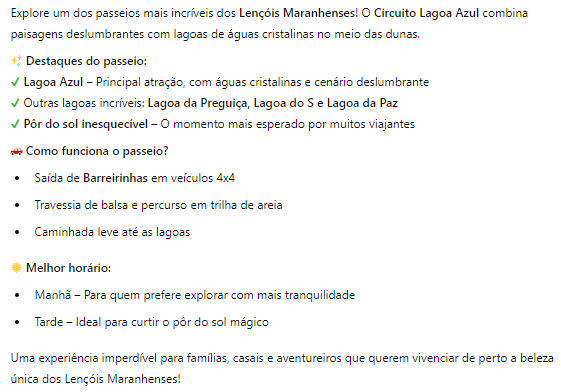 Explore um dos passeios mais incríveis dos Lençóis Maranhenses! O Circuito Lagoa Azul combina
paisagens deslumbrantes com lagoas de águas cristalinas no meio das dunas.
✨ Destaques do passeio:
✔ Lagoa Azul – Principal atração, com águas cristalinas e cenário deslumbrante
✔ Outras lagoas incríveis: Lagoa da Preguiça, Lagoa do S e Lagoa da Paz
✔ Pôr do sol inesquecível – O momento mais esperado por muitos viajantes
🚗 Como funciona o passeio?
• Saída de Barreirinhas em veículos 4x4
• Travessia de balsa e percurso em trilha de areia
• Caminhada leve até as lagoas
🌞 Melhor horário:
• Manhã – Para quem prefere explorar com mais tranquilidade
• Tarde – Ideal para curtir o pôr do sol mágico
Uma experiência imperdível para famílias, casais e aventureiros que querem vivenciar de perto a beleza
única dos Lençóis Maranhenses!